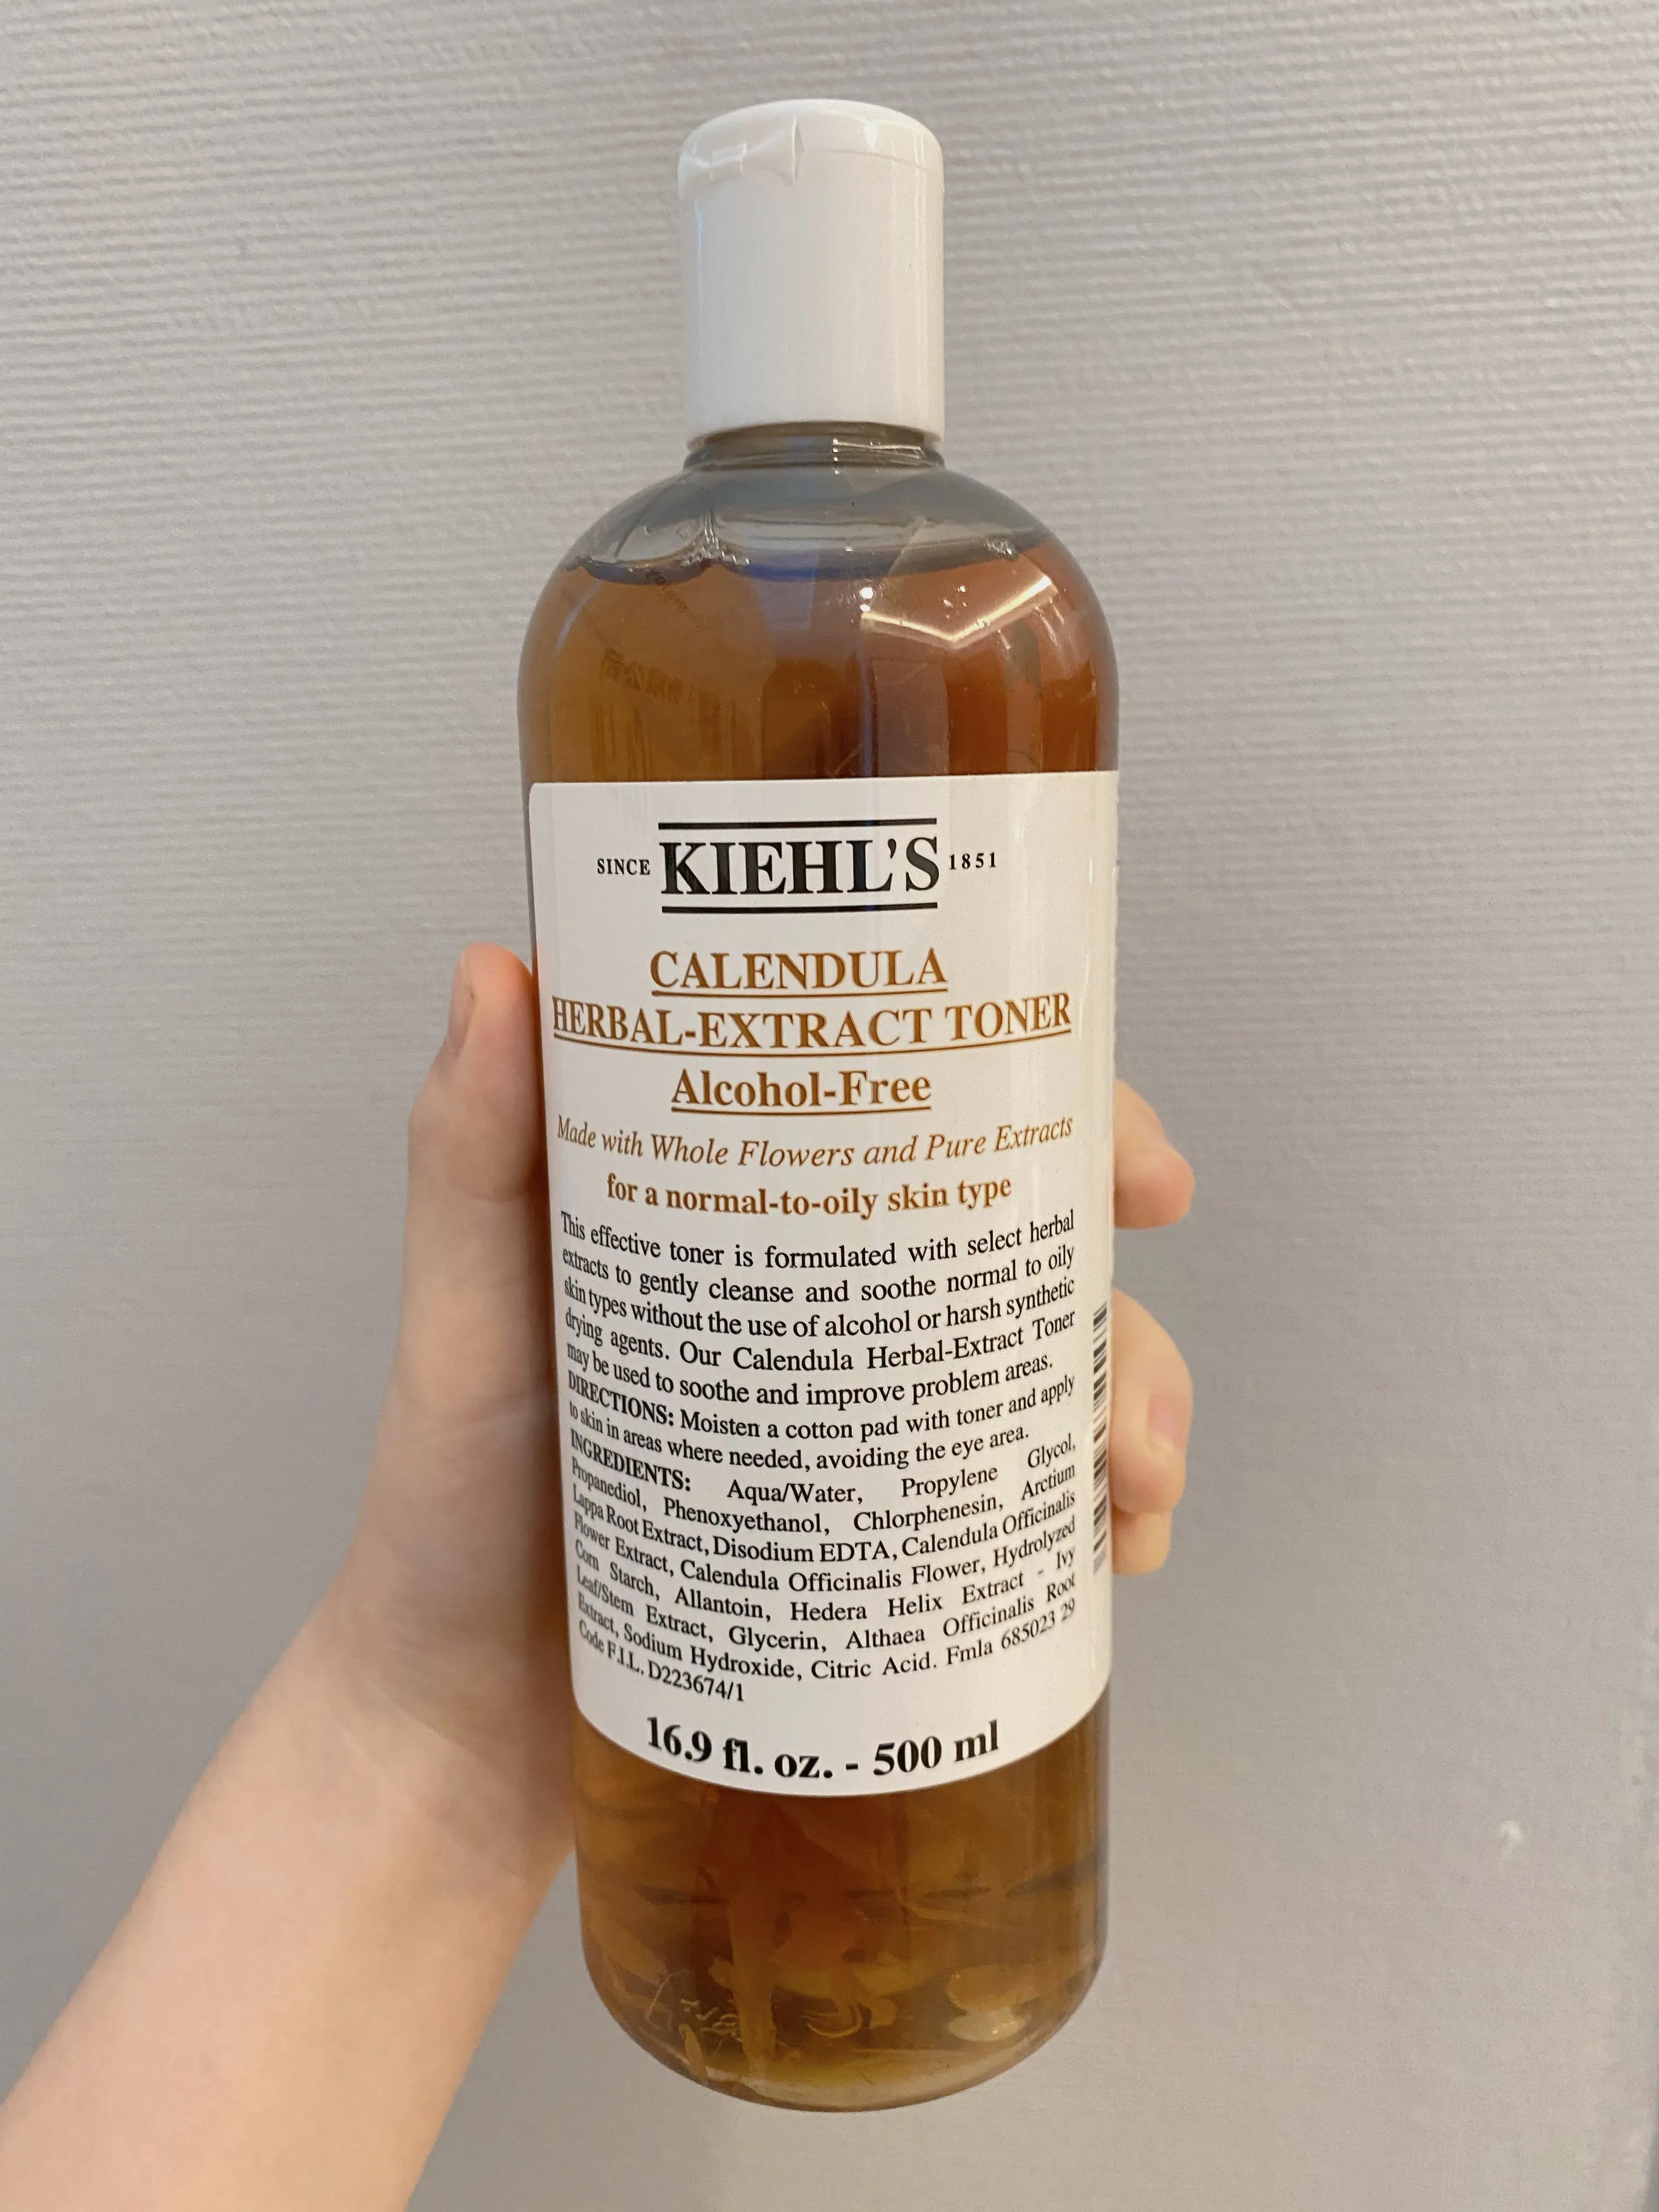 SINCE KIEHL'S 1851
CALENDULA
HERBAL-EXTRACT TONER
Alcohol-Free
Made with Whole Flowers and Pure Extracts
for a normal-to-oily skin type
This effective toner is formulated with select herbal
extracts to gently cleanse and soothe normal to oily
skin types without the use of alcohol or harsh synthetic
drying agents. Our Calendula Herbal-Extract Toner
may be used to soothe and improve problem areas.
DIRECTIONS: Moisten a cotton pad with toner and apply
to skin in areas where needed, avoiding the eye area.
INGREDIENTS: Aqua/Water, Propylene Glycol,
Propanediol, Phenoxyethanol, Chlorphenesin, Arctium
Lappa Root Extract, Disodium EDTA, Calendula Officinalis
Flower Extract, Calendula Officinalis Flower, Hydrolyzed
Corn Starch, Allantoin, Hedera Helix Extract - Ivy
Leaf/Stem Extract, Glycerin, Althaea Officinalis Root
Extract, Sodium Hydroxide, Citric Acid. Fmla 685023 29
Code F.I.L. D223674/1
16.9 fl. oz. - 500 ml